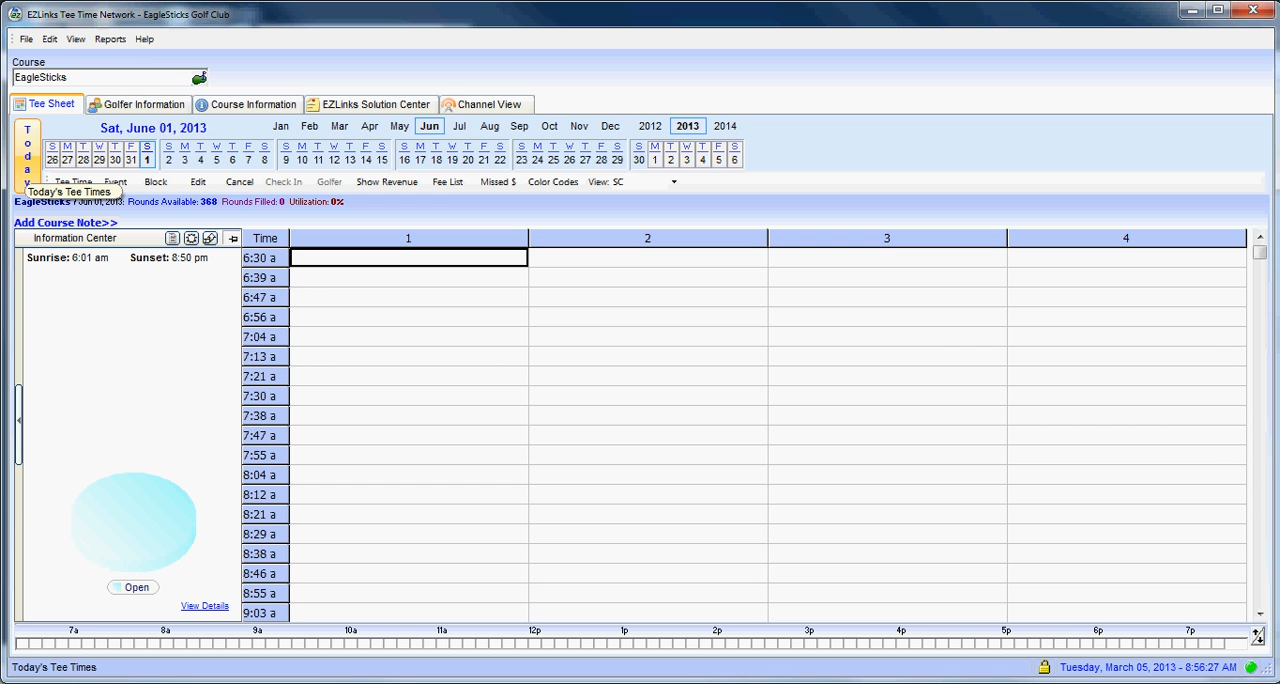 EZLinks Tee Time Network - EagleSticks Golf Club
File Edit View Reports Help
Course
EagleSticks
Tee Sheet Golfer Information Course Information EZLinks Solution Center Channel View
Today
Sat, June 01, 2013 Jan Feb Mar Apr May Jun Jul Aug Sep Oct Nov Dec 2012 2013 2014
S M T W T F S S M T W T F S S M T W T F S S M T W T F S S M T W T F S S M T W T F S
26 27 28 29 30 31 1 2 3 4 5 6 7 8 9 10 11 12 13 14 15 16 17 18 19 20 21 22 23 24 25 26 27 28 29 30 1 2 3 4 5 6
Tee Time Event Block Edit Cancel Check In Golfer Show Revenue Fee List Missed $ Color Codes View: SC
Today's Tee Times
EagleSticks / Jun 01, 2013: Rounds Available: 368 Rounds Filled: 0 Utilization: 0%
Add Course Note>>
Information Center Time 1 2 3 4
Sunrise: 6:01 am Sunset: 8:50 pm
6:30 a
6:39 a
6:47 a
6:56 a
7:04 a
7:13 a
7:21 a
7:30 a
7:38 a
7:47 a
7:55 a
8:04 a
8:12 a
8:21 a
8:29 a
8:38 a
8:46 a
8:55 a
9:03 a
Open
View Details
7a 8a 9a 10a 11a 12p 1p 2p 3p 4p 5p 6p 7p
Today's Tee Times Tuesday, March 05, 2013 - 8:56:27 AM